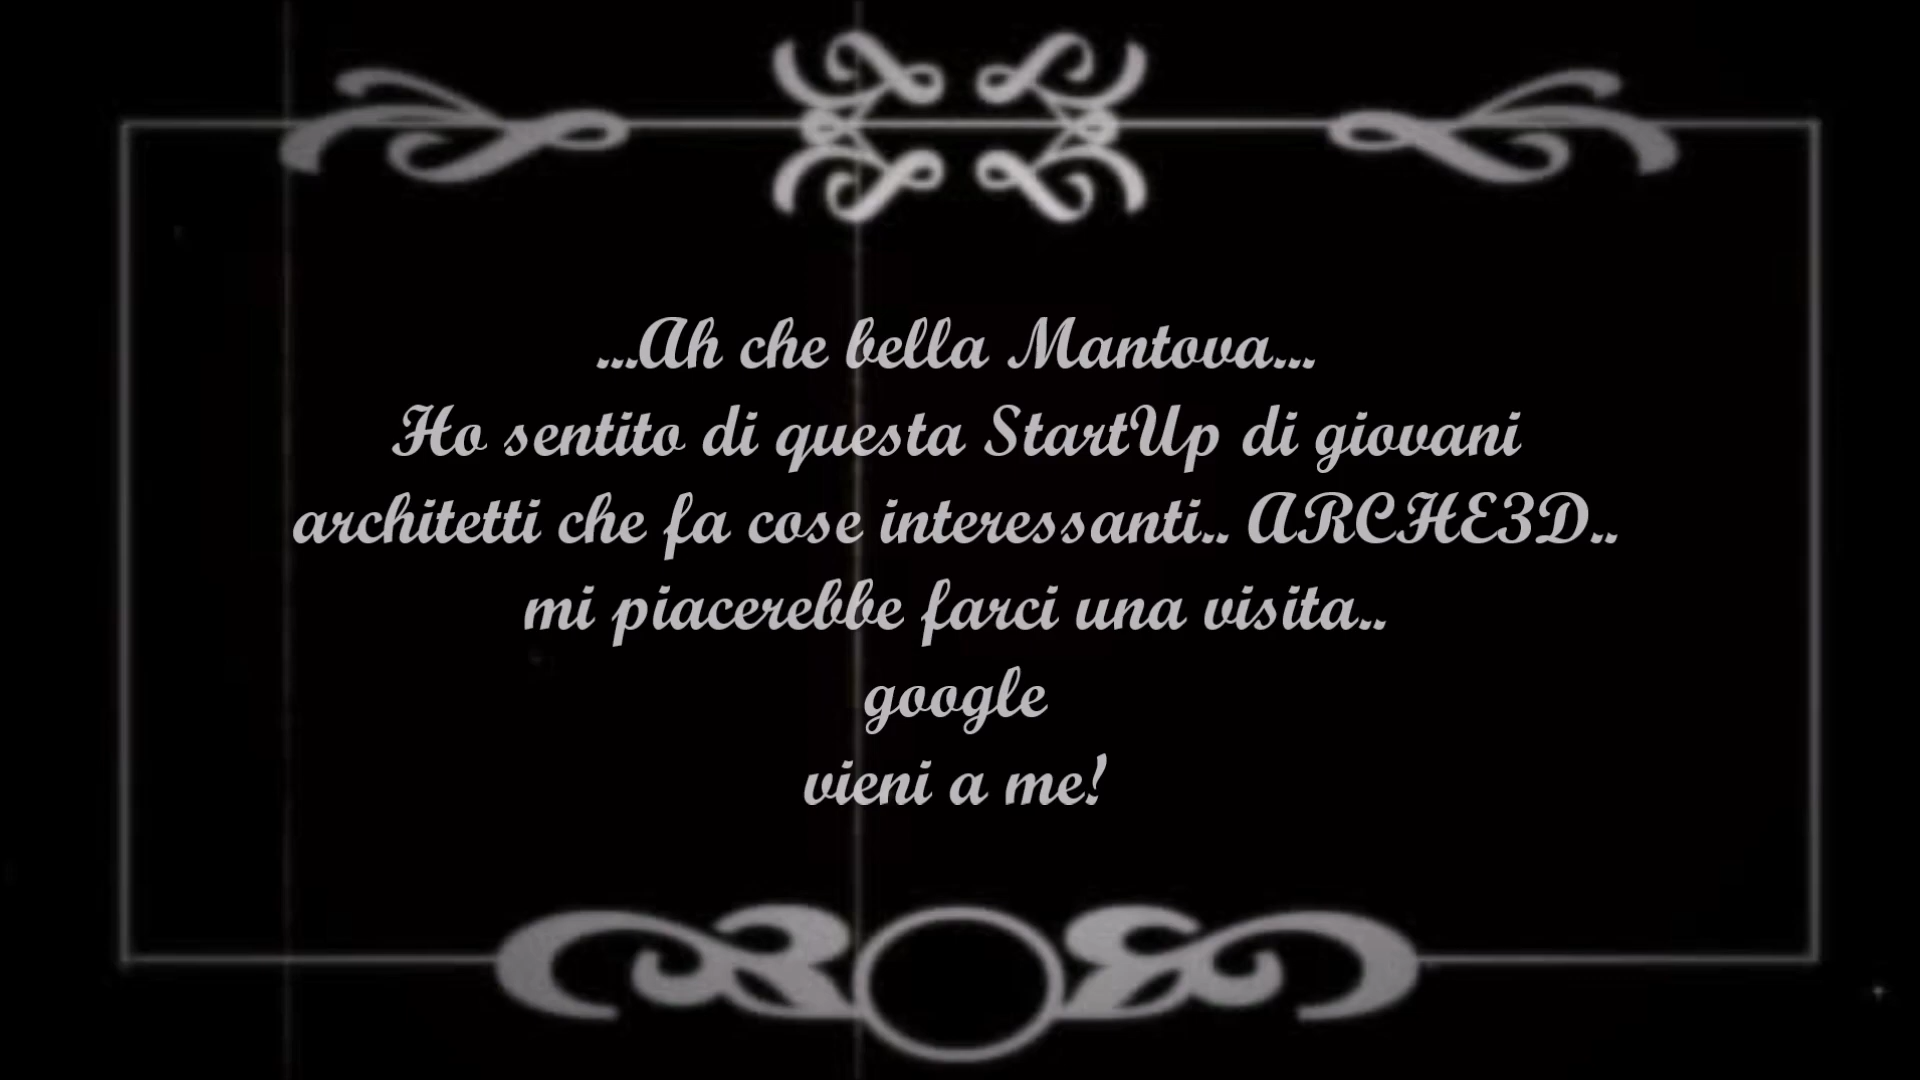 ...Ah che bella Mantova...
Ho sentito di questa StartUp di giovani
architetti che fa cose interessanti.. ARCHE3D..
mi piacerebbe farci una visita..
google
vieni a me!